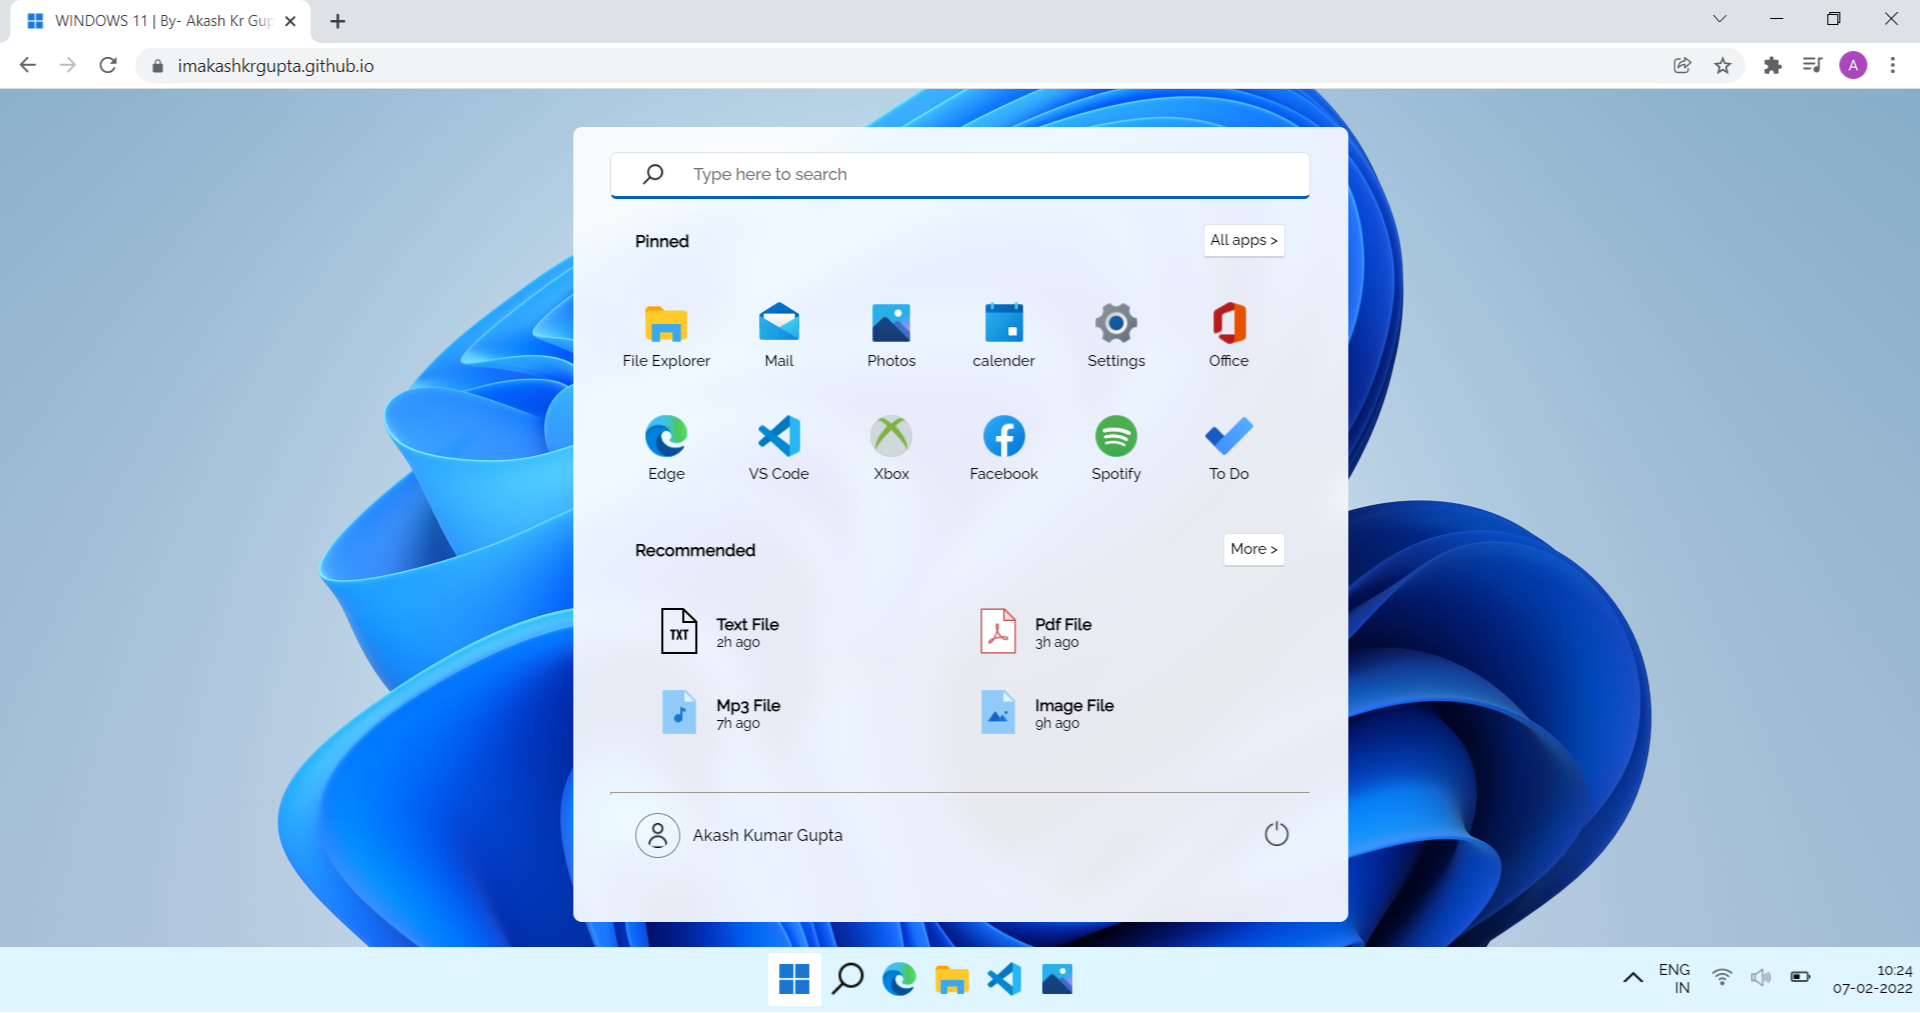 WINDOWS 11 | By- Akash Kr Gup
imakashkrgupta.github.io
A
Type here to search
Pinned
All apps >
File Explorer
Mail
Photos
calender
Settings
Office
Edge
VS Code
Xbox
Facebook
Spotify
To Do
Recommended
More >
TXT
Text File
2h ago
Pdf File
3h ago
Mp3 File
7h ago
Image File
9h ago
Akash Kumar Gupta
ENG
IN
10:24
07-02-2022